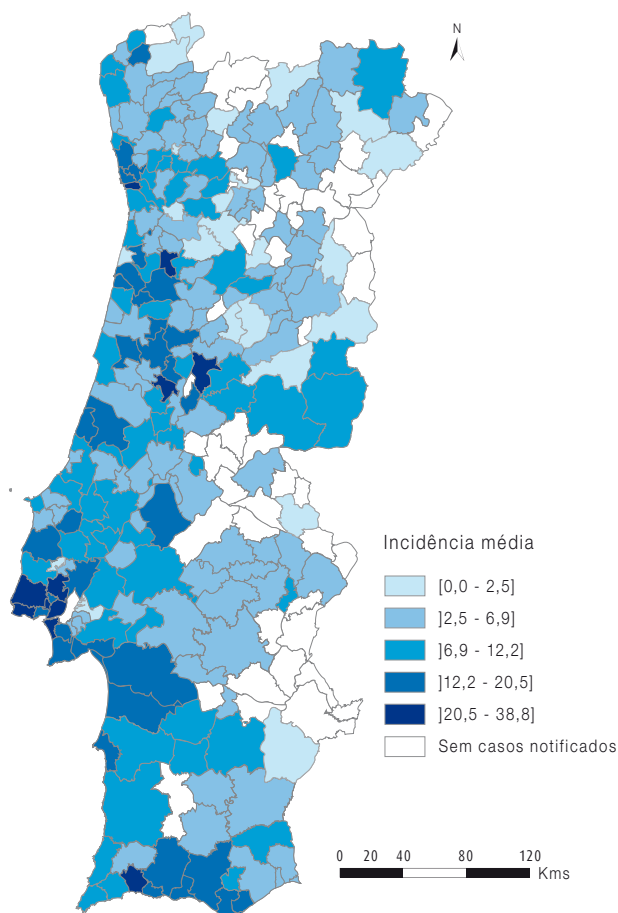 N
Incidência média
]0,0 - 2,5]
]2,5 - 6,9]
]6,9 - 12,2]
]12,2 - 20,5]
]20,5 - 38,8]
Sem casos notificados
0 20 40 80 120
Kms